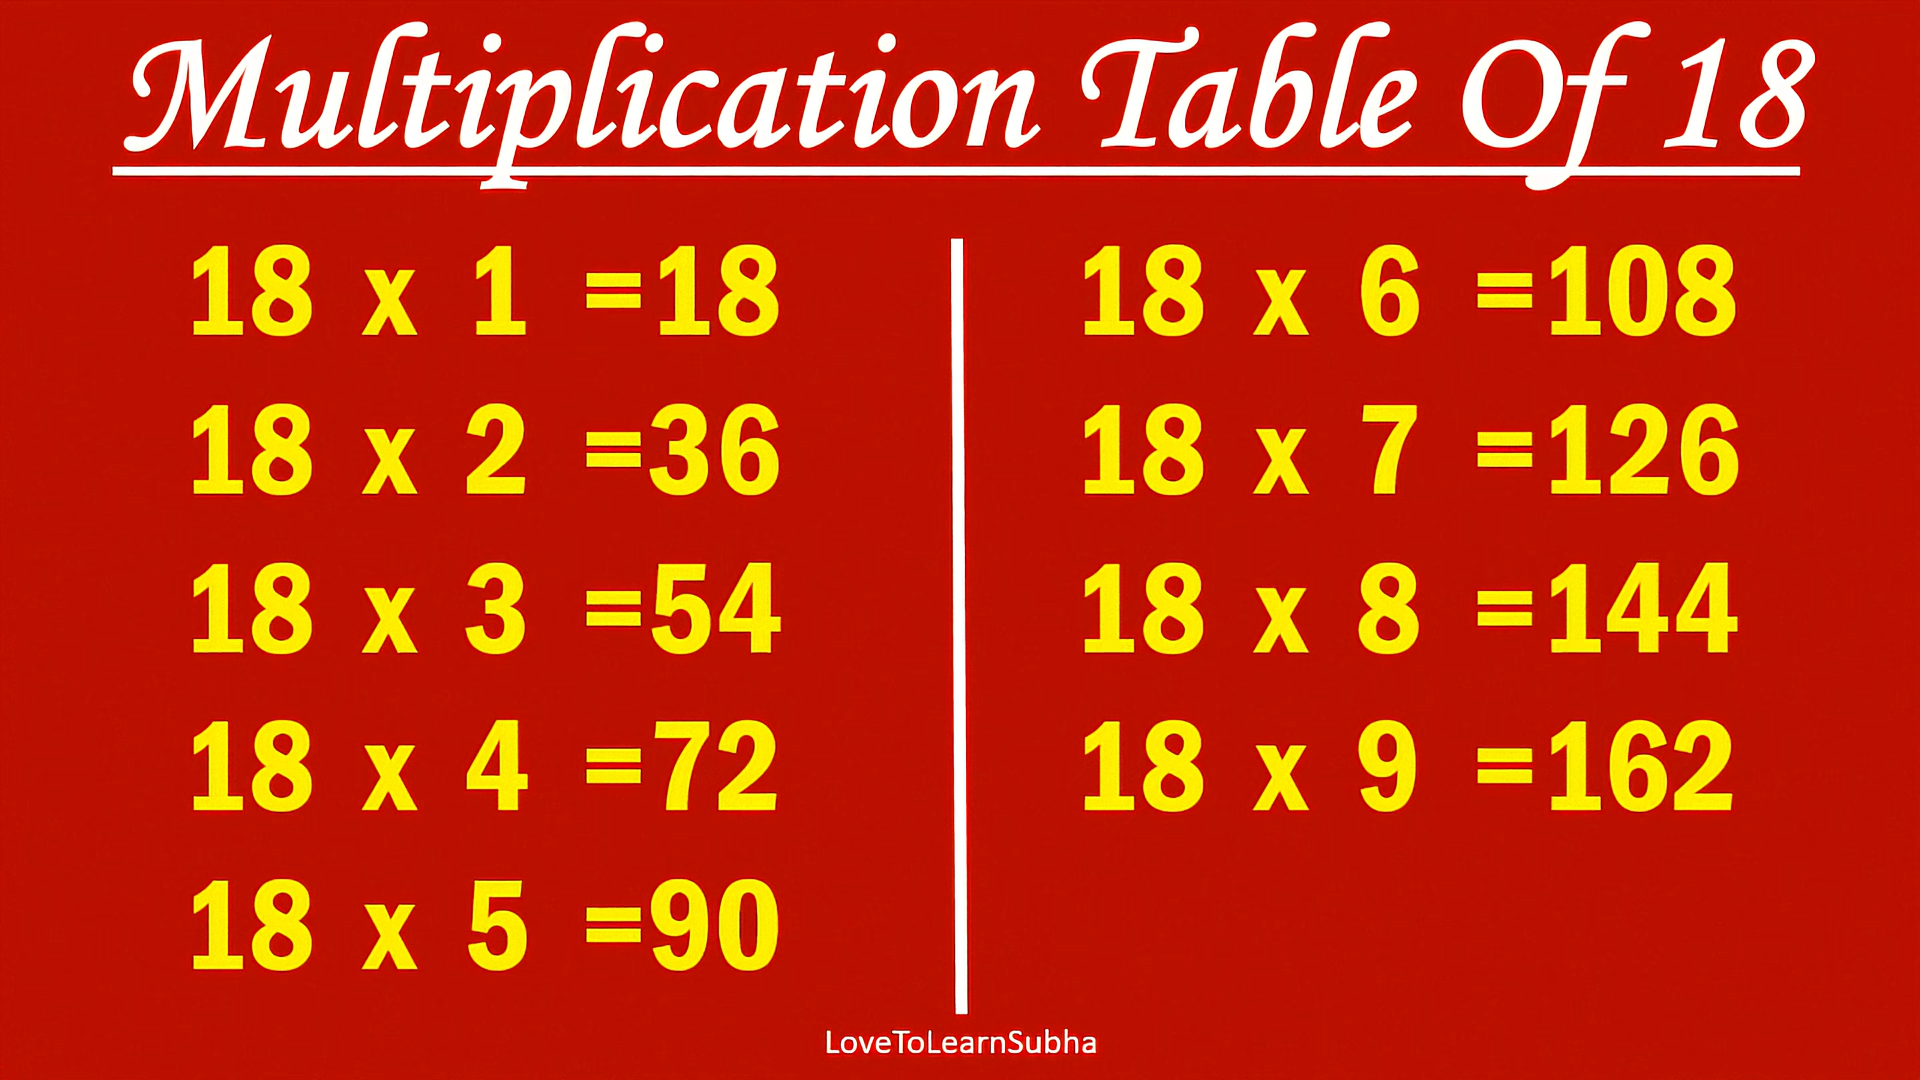 Multiplication Table Of 18
18 x 1 =18
18 x 2 =36
18 x 3 =54
18 x 4 =72
18 x 5 =90
18 x 6 =108
18 x 7 =126
18 x 8 =144
18 x 9 =162
LoveToLearnSubha